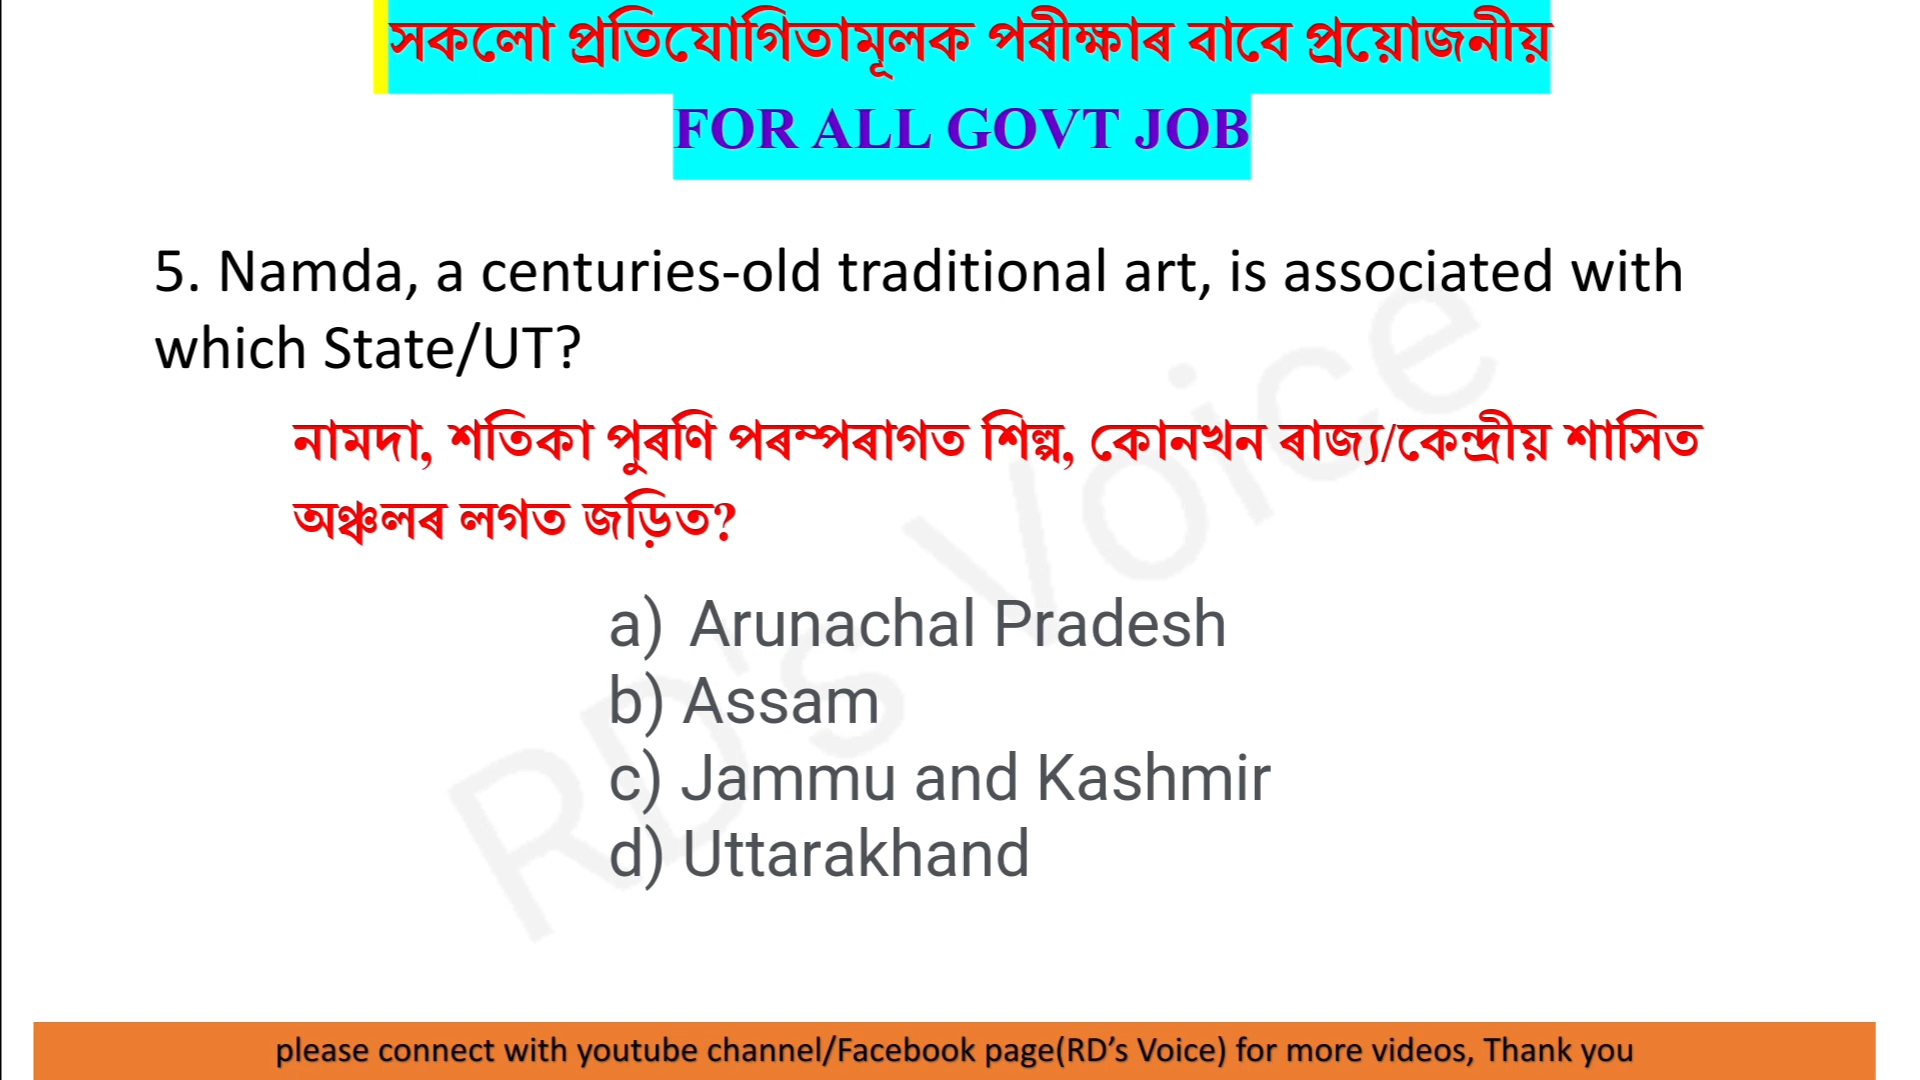 সকলো প্ৰতিযোগিতামূলক পৰীক্ষাৰ বাবে প্ৰয়োজনীয়
FOR ALL GOVT JOB
5. Namda, a centuries-old traditional art, is associated with
which State/UT?
নামদা, শতিকা পুৰণি পৰম্পৰাগত শিল্প, কোনখন ৰাজ্য/কেন্দ্ৰীয় শাসিত
অঞ্চলৰ লগত জড়িত?
a) Arunachal Pradesh
b) Assam
c) Jammu and Kashmir
d) Uttarakhand
RD's Voice
please connect with youtube channel/Facebook page(RD’s Voice) for more videos, Thank you